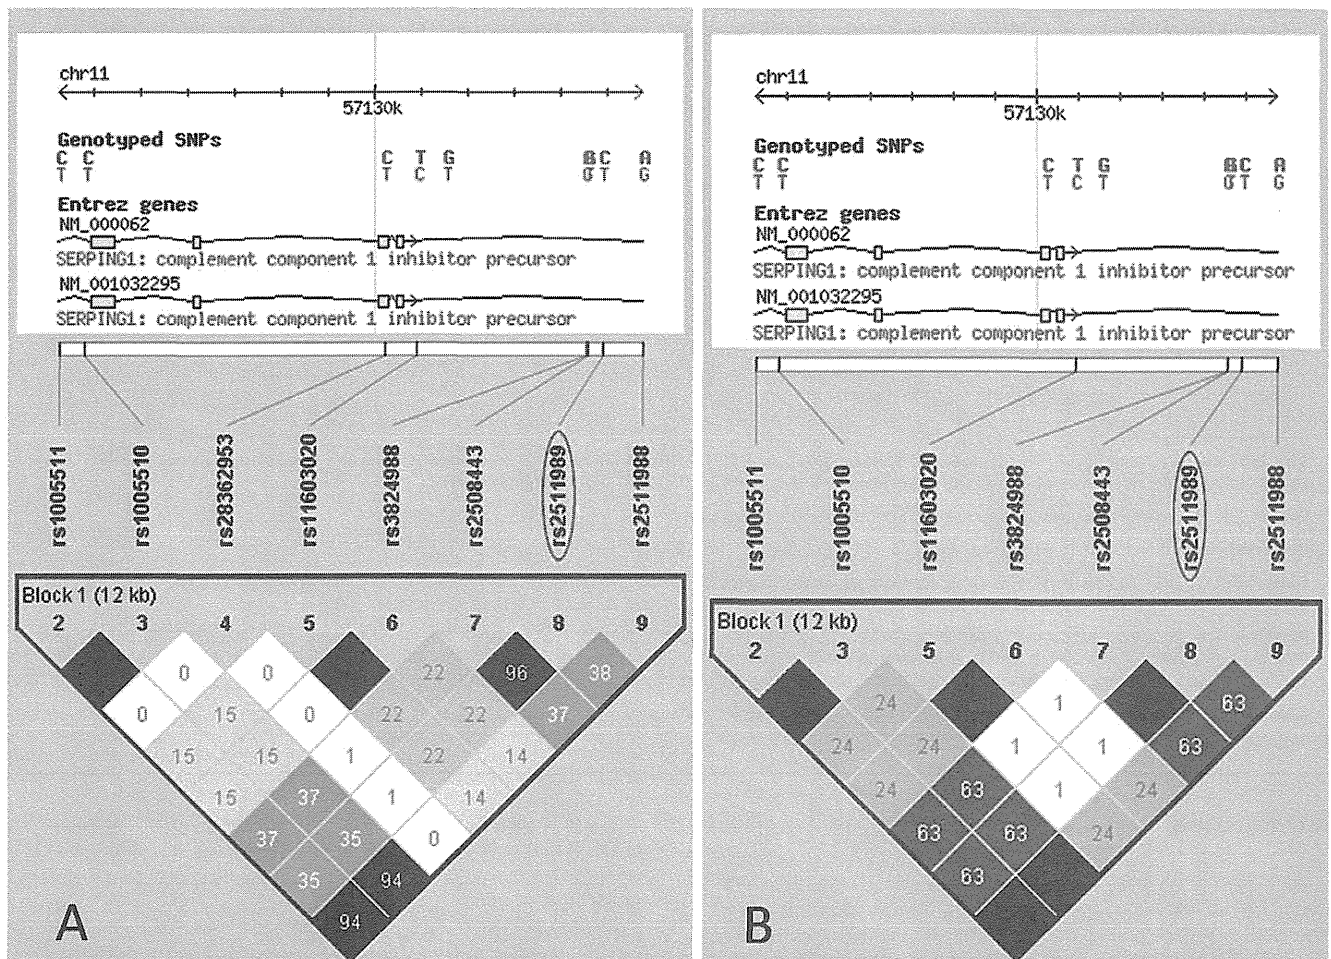 chr11
57130k
Genotyped SNPs
C C C T G C A
T T T C T T G
Entrez genes
NM_000062
SERPING1: complement component 1 inhibitor precursor
NM_001032295
SERPING1: complement component 1 inhibitor precursor
rs1005511
rs1005510
rs28362953
rs11603020
rs3824988
rs2508443
rs2511989
rs2511988
Block 1 (12 kb)
2 3 4 5 6 7 8 9
0 0 22 96 38
0 15 0 22 22 37
15 15 1 22 14
15 37 1 14
37 35 0
35 94
94
A
chr11
57130k
Genotyped SNPs
C C C T G C A
T T T C T T G
Entrez genes
NM_000062
SERPING1: complement component 1 inhibitor precursor
NM_001032295
SERPING1: complement component 1 inhibitor precursor
rs1005511
rs1005510
rs11603020
rs3824988
rs2508443
rs2511989
rs2511988
Block 1 (12 kb)
2 3 5 6 7 8 9
24 1 63
24 24 1 1 63
24 63 1 24
63 63 24
63
B